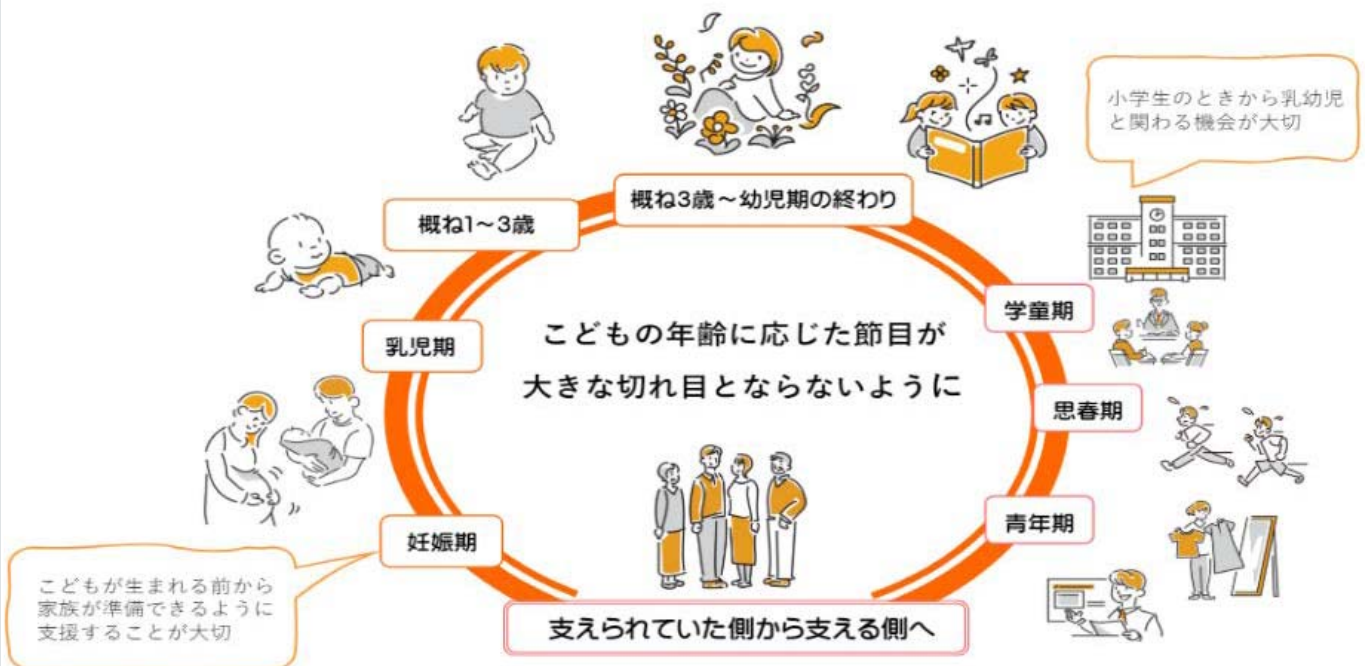 小学生のときから乳幼児
と関わる機会が大切
概ね3歳〜幼児期の終わり
概ね1〜3歳
学童期
乳児期
こどもの年齢に応じた節目が
大きな切れ目とならないように
思春期
青年期
妊娠期
こどもが生まれる前から
家族が準備できるように
支援することが大切
支えられていた側から支える側へ